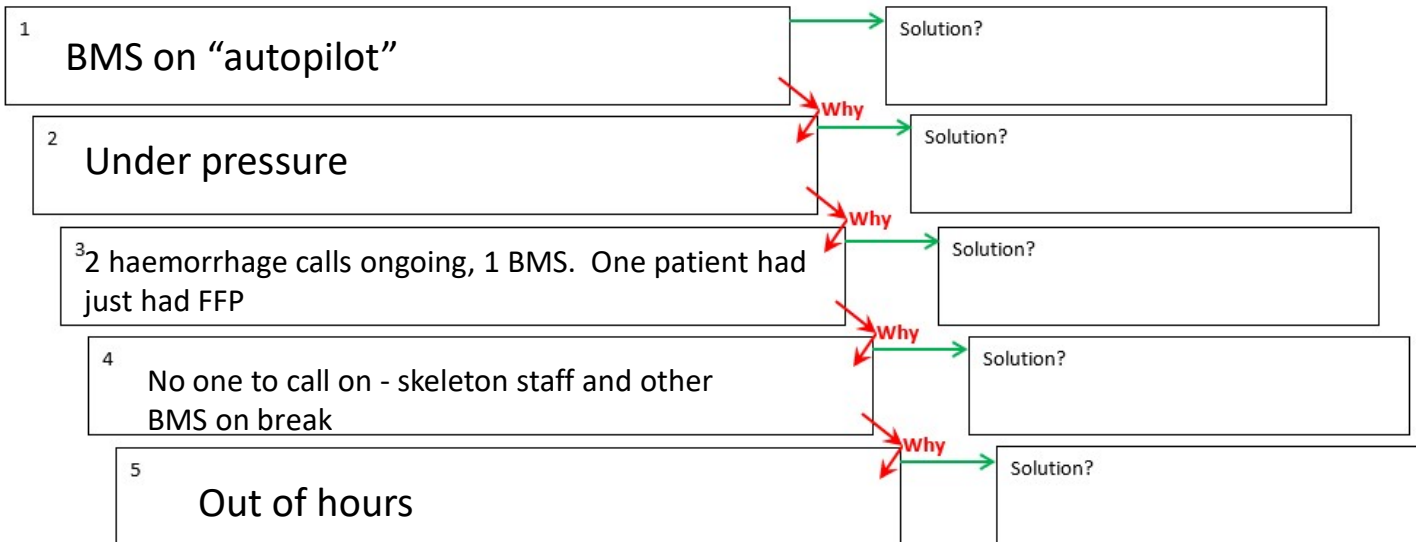 1
BMS on “autopilot”
Solution?
Why
2
Under pressure
Solution?
Why
3
2 haemorrhage calls ongoing, 1 BMS. One patient had
just had FFP
Solution?
Why
4
No one to call on - skeleton staff and other
BMS on break
Solution?
Why
5
Out of hours
Solution?